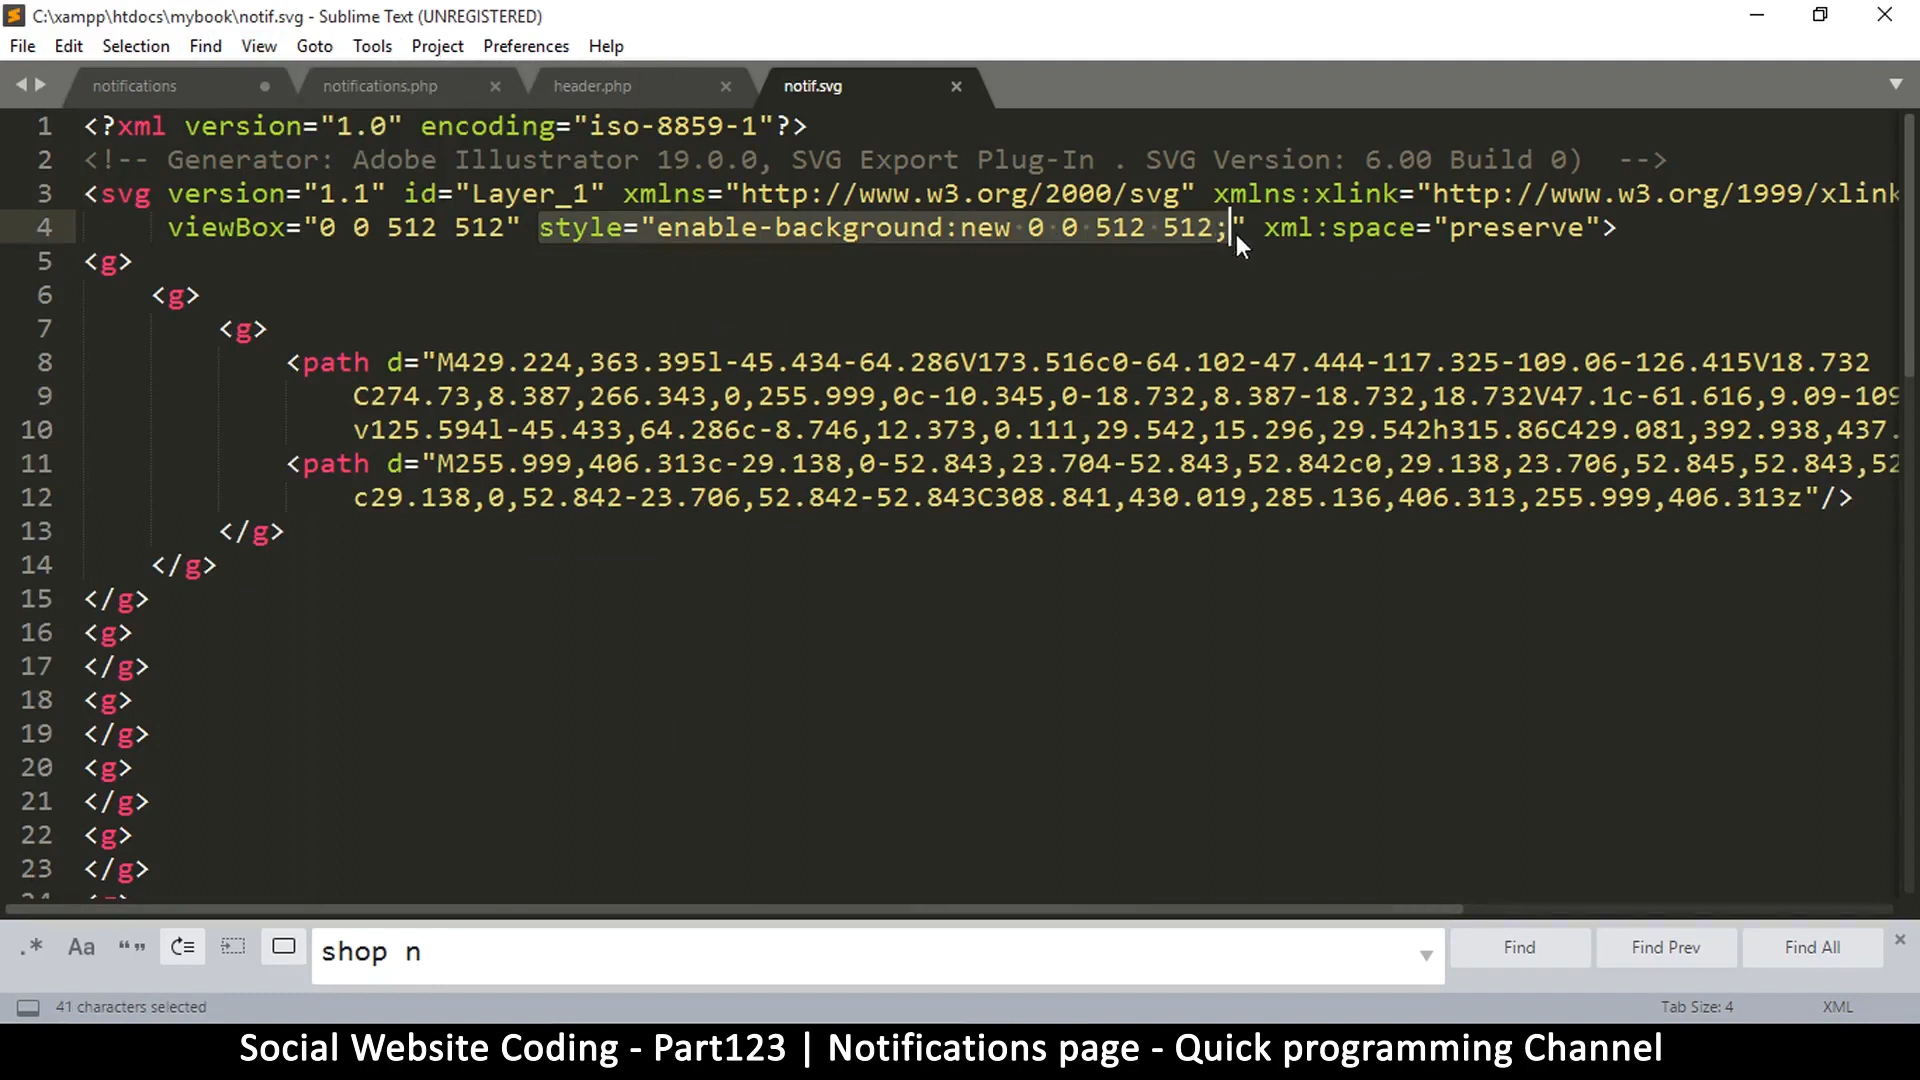 C:\xampp\htdocs\mybook\notif.svg - Sublime Text (UNREGISTERED)
File Edit Selection Find View Goto Tools Project Preferences Help
notifications notifications.php header.php notif.svg
1 <?xml version="1.0" encoding="iso-8859-1"?>
2 <!-- Generator: Adobe Illustrator 19.0.0, SVG Export Plug-In . SVG Version: 6.00 Build 0)  -->
3 <svg version="1.1" id="Layer_1" xmlns="http://www.w3.org/2000/svg" xmlns:xlink="http://www.w3.org/1999/xlink
4 viewBox="0 0 512 512" style="enable-background:new 0 0 512 512;" xml:space="preserve">
5 <g>
6 <g>
7 <g>
8 <path d="M429.224,363.395l-45.434-64.286V173.516c0-64.102-47.444-117.325-109.06-126.415V18.732
9 C274.73,8.387,266.343,0,255.999,0c-10.345,0-18.732,8.387-18.732,18.732V47.1c-61.616,9.09-109
10 v125.594l-45.433,64.286c-8.746,12.373,0.111,29.542,15.296,29.542h315.86C429.081,392.938,437.
11 <path d="M255.999,406.313c-29.138,0-52.843,23.704-52.843,52.842c0,29.138,23.706,52.845,52.843,52
12 c29.138,0,52.842-23.706,52.842-52.843C308.841,430.019,285.136,406.313,255.999,406.313z"/>
13 </g>
14 </g>
15 </g>
16 <g>
17 </g>
18 <g>
19 </g>
20 <g>
21 </g>
22 <g>
23 </g>
.* Aa “” shop n Find Find Prev Find All
41 characters selected Tab Size: 4 XML
Social Website Coding - Part123 | Notifications page - Quick programming Channel